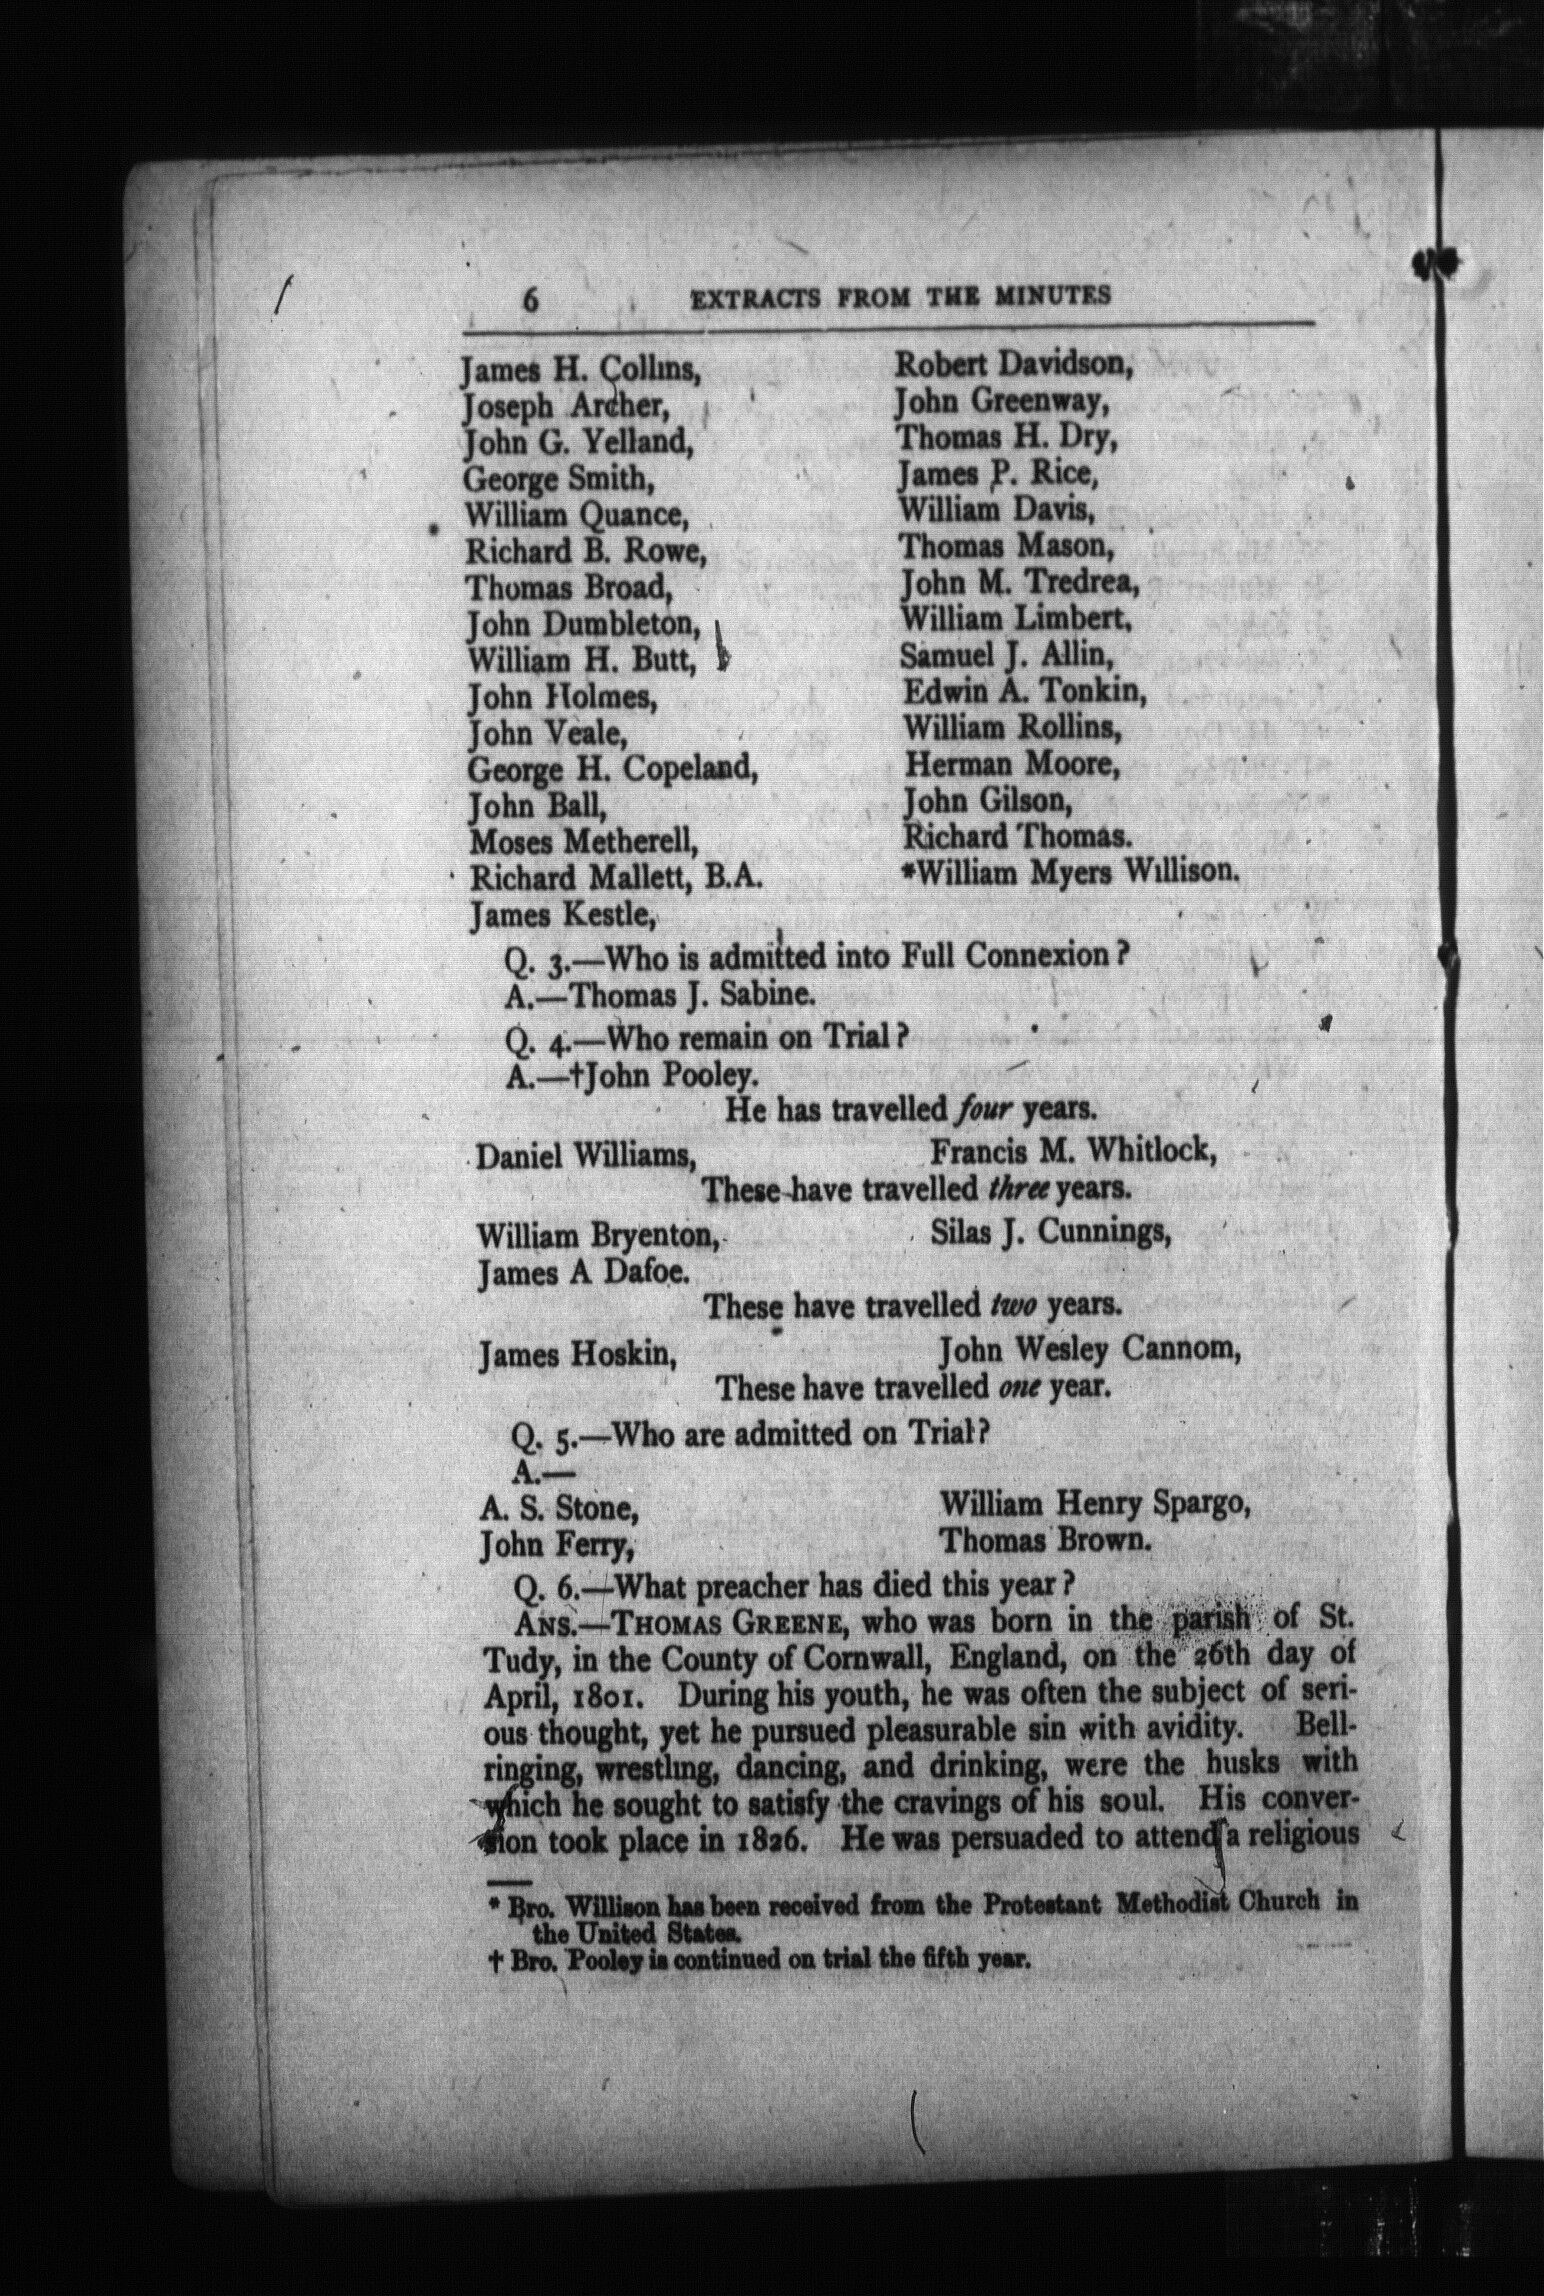 6 EXTRACTS FROM THE MINUTES
James H. Collins,
Joseph Archer,
John G. Yelland,
George Smith,
William Quance,
Richard B. Rowe,
Thomas Broad,
John Dumbleton,
William H. Butt,
John Holmes,
John Veale,
George H. Copeland,
John Ball,
Moses Metherell,
Richard Mallett, B.A.
James Kestle,
Robert Davidson,
John Greenway,
Thomas H. Dry,
James P. Rice,
William Davis,
Thomas Mason,
John M. Tredrea,
William Limbert,
Samuel J. Allin,
Edwin A. Tonkin,
William Rollins,
Herman Moore,
John Gilson,
Richard Thomas.
*William Myers Willison.
Q. 3.—Who is admitted into Full Connexion?
A.—Thomas J. Sabine.
Q. 4.—Who remain on Trial?
A.—†John Pooley.
He has travelled four years.
Daniel Williams, Francis M. Whitlock,
These have travelled three years.
William Bryenton, Silas J. Cunnings,
James A Dafoe.
These have travelled two years.
James Hoskin, John Wesley Cannom,
These have travelled one year.
Q. 5.—Who are admitted on Trial?
A.—
A. S. Stone, William Henry Spargo,
John Ferry, Thomas Brown.
Q. 6.—What preacher has died this year?
ANS.—THOMAS GREENE, who was born in the parish of St.
Tudy, in the County of Cornwall, England, on the 26th day of
April, 1801. During his youth, he was often the subject of seri-
ous thought, yet he pursued pleasurable sin with avidity. Bell-
ringing, wrestling, dancing, and drinking, were the husks with
which he sought to satisfy the cravings of his soul. His conver-
sion took place in 1826. He was persuaded to attend a religious
* Bro. Willison has been received from the Protestant Methodist Church in
the United States.
† Bro. Pooley is continued on trial the fifth year.